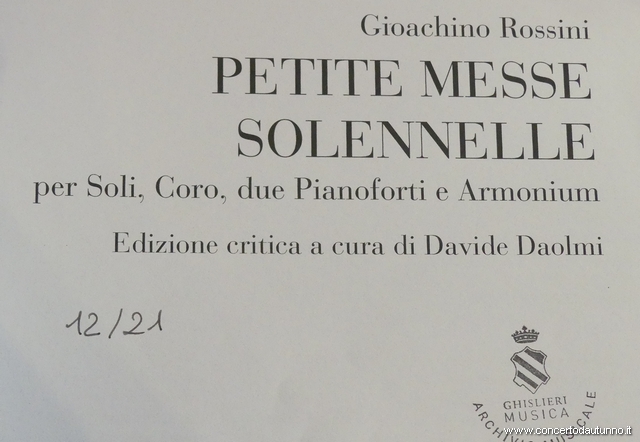 Gioachino Rossini
PETITE MESSE
SOLENNELLE
per Soli, Coro, due Pianoforti e Armonium
Edizione critica a cura di Davide Daolmi
12/21
GHISLIERI
MUSICA
www.concertodautunno.it